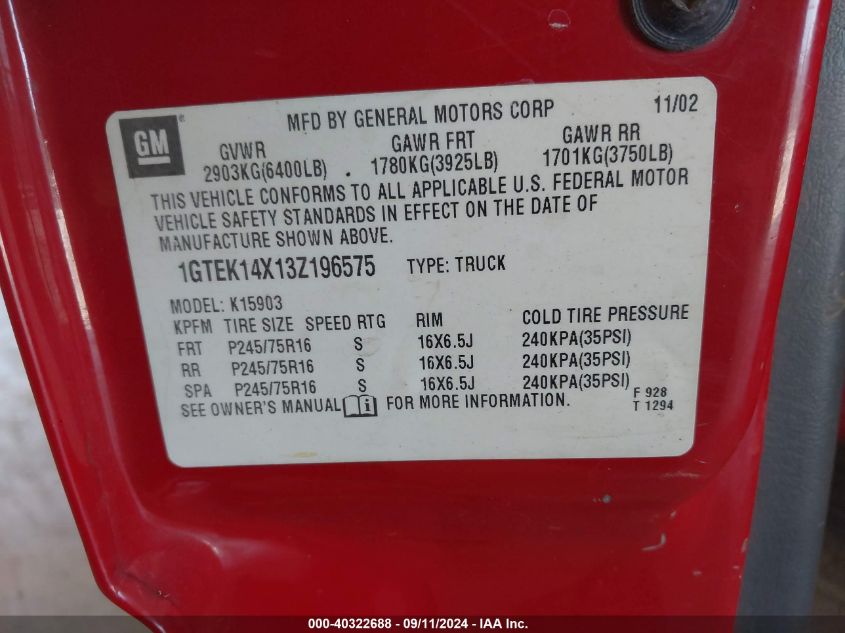 GM
MFD BY GENERAL MOTORS CORP 11/02
GVWR GAWR FRT GAWR RR
2903KG(6400LB) . 1780KG(3925LB) 1701KG(3750LB)
THIS VEHICLE CONFORMS TO ALL APPLICABLE U.S. FEDERAL MOTOR
VEHICLE SAFETY STANDARDS IN EFFECT ON THE DATE OF
MANUFACTURE SHOWN ABOVE.
1GTEK14X13Z196575 TYPE: TRUCK
MODEL: K15903
KPFM TIRE SIZE SPEED RTG RIM COLD TIRE PRESSURE
FRT P245/75R16 S 16X6.5J 240KPA(35PSI)
RR P245/75R16 S 16X6.5J 240KPA(35PSI)
SPA P245/75R16 S 16X6.5J 240KPA(35PSI)
SEE OWNER'S MANUAL i FOR MORE INFORMATION.
F 928
T 1294
000-40322688 - 09/11/2024 - IAA Inc.